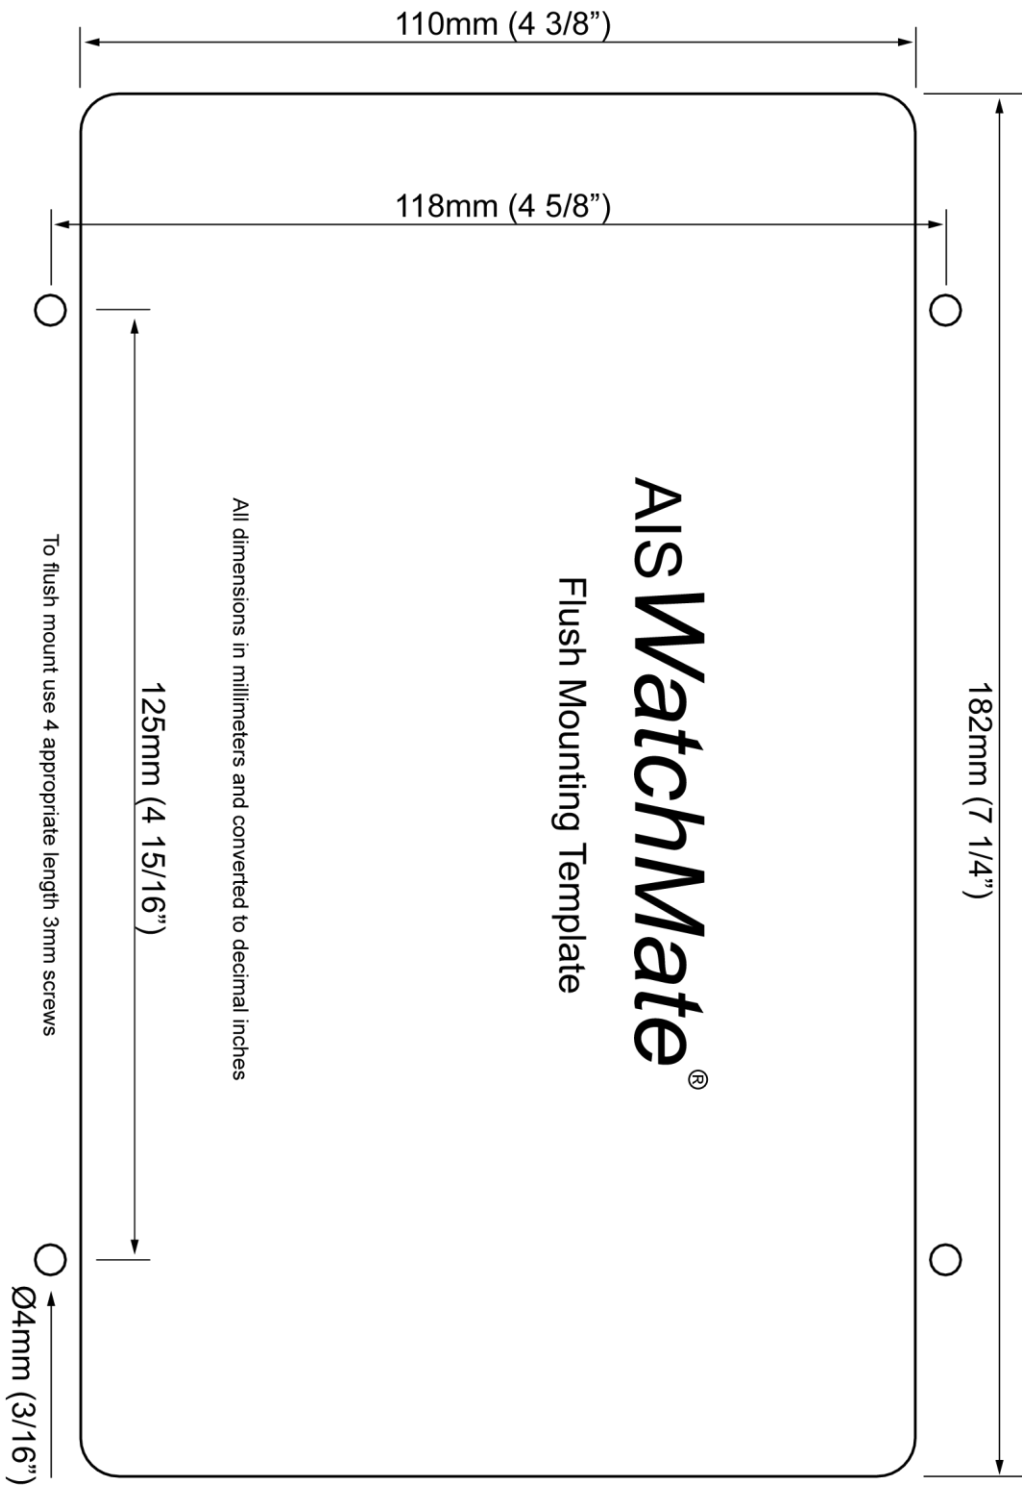 110mm (4 3/8”)
118mm (4 5/8”)
182mm (7 1/4”)
AISWatchMate®
Flush Mounting Template
All dimensions in millimeters and converted to decimal inches
125mm (4 15/16”)
To flush mount use 4 appropriate length 3mm screws
Ø4mm (3/16”)